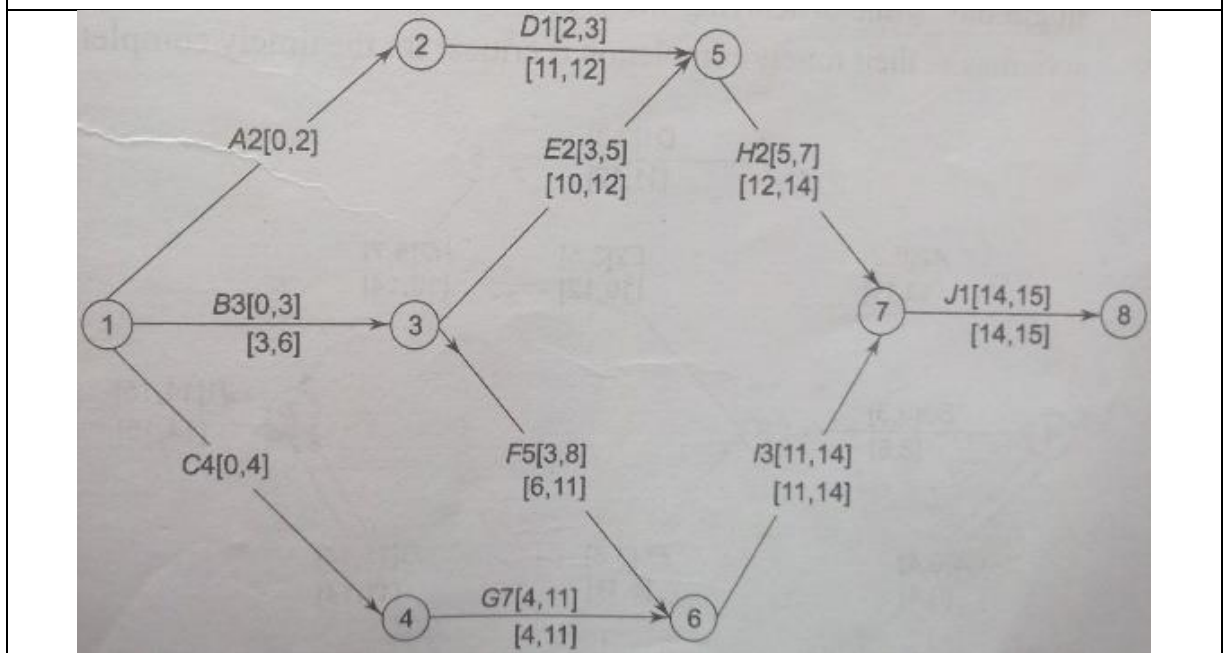 2
D1[2,3]
[11,12]
5
A2[0,2]
E2[3,5]
[10,12]
H2[5,7]
[12,14]
1
B3[0,3]
[3,6]
3
7
J1[14,15]
[14,15]
8
C4[0,4]
F5[3,8]
[6,11]
I3[11,14]
[11,14]
4
G7[4,11]
[4,11]
6